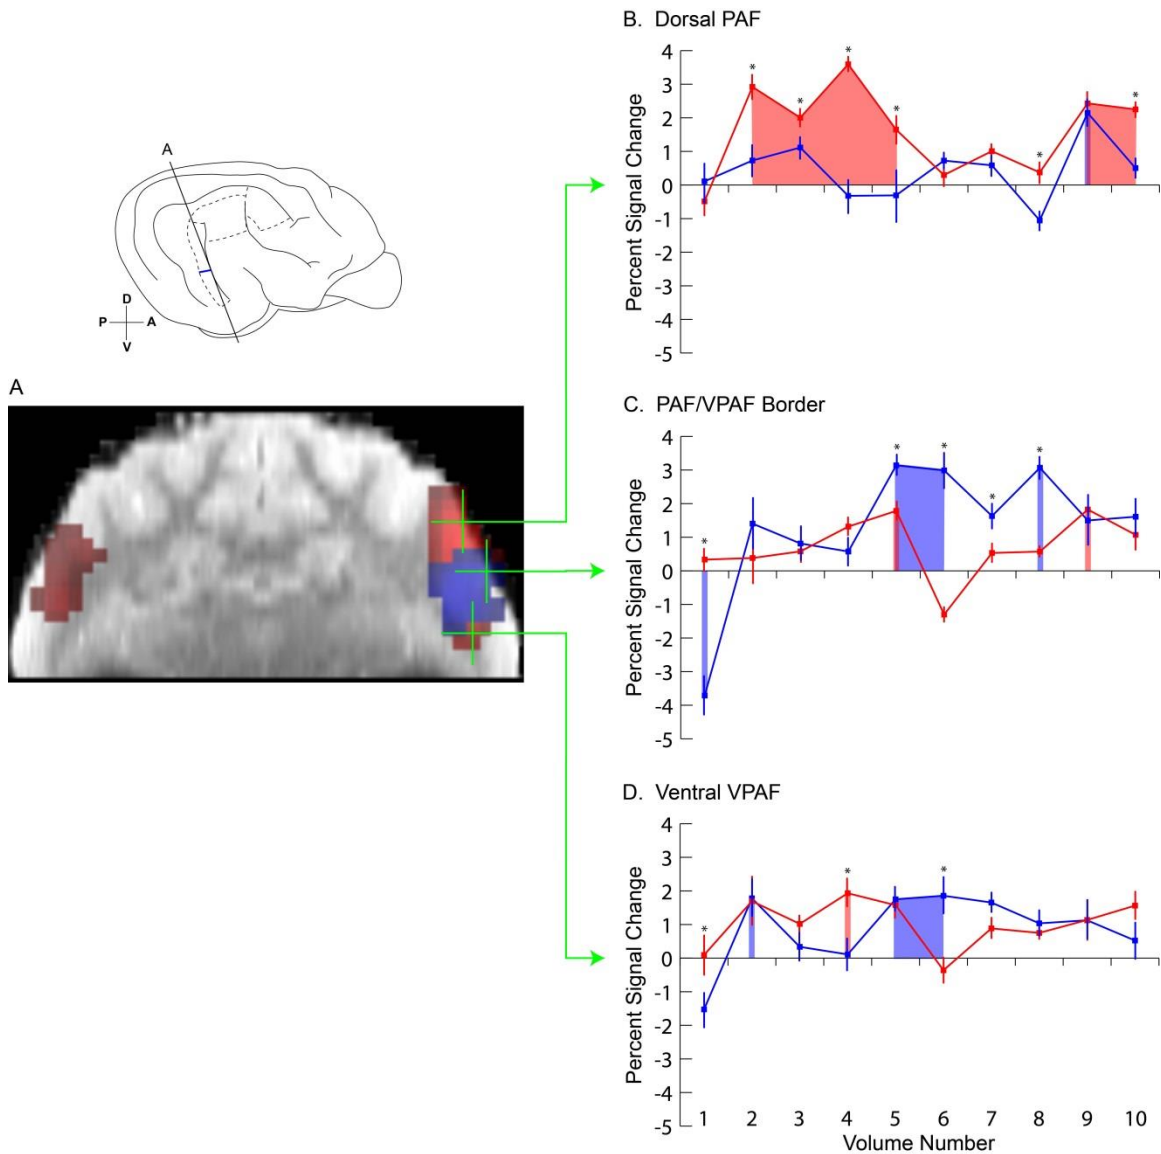 A
D
P A
V
A
B. Dorsal PAF
Percent Signal Change
4
3
2
1
0
-1
-2
-3
-4
-5
* * * * * *
C. PAF/VPAF Border
Percent Signal Change
4
3
2
1
0
-1
-2
-3
-4
-5
* * * * *
D. Ventral VPAF
Percent Signal Change
4
3
2
1
0
-1
-2
-3
-4
-5
* * *
1 2 3 4 5 6 7 8 9 10
Volume Number